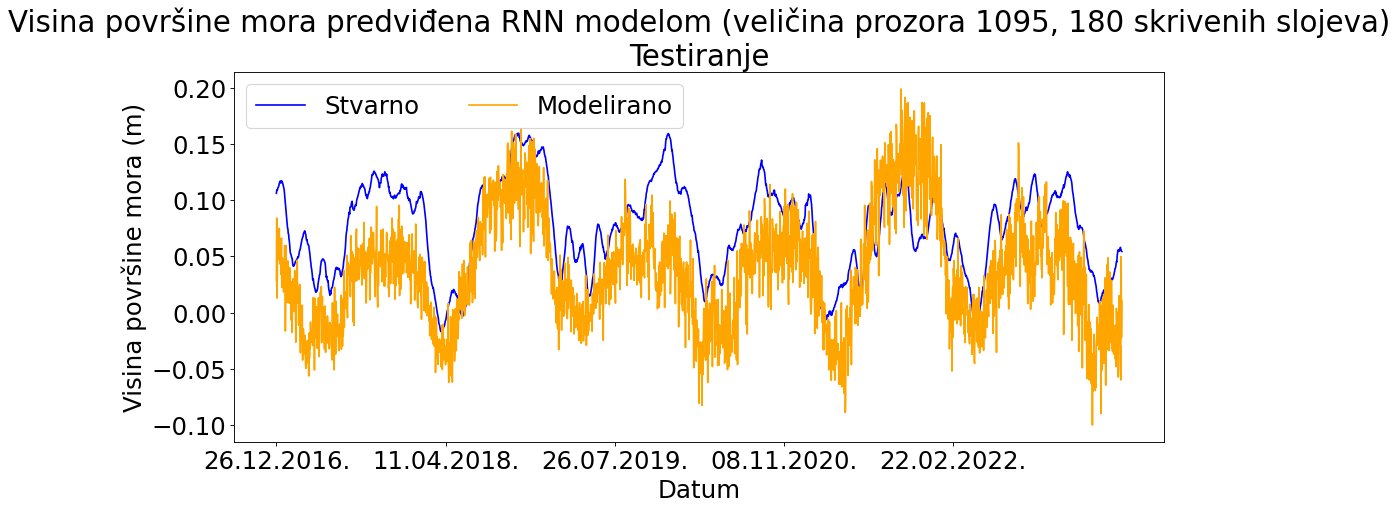 Visina površine mora predviđena RNN modelom (veličina prozora 1095, 180 skrivenih slojeva)
Testiranje
Stvarno Modelirano
Visina površine mora (m)
0.20
0.15
0.10
0.05
0.00
−0.05
−0.10
26.12.2016. 11.04.2018. 26.07.2019. 08.11.2020. 22.02.2022.
Datum